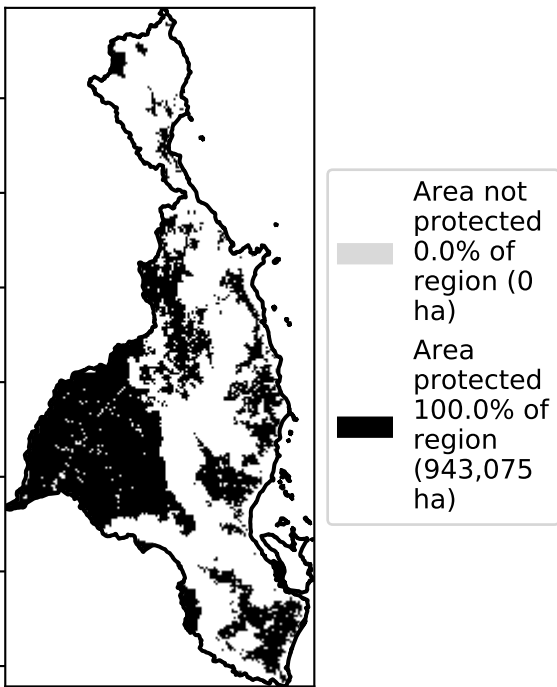 Area not
protected
0.0% of
region (0
ha)
Area
protected
100.0% of
region
(943,075
ha)